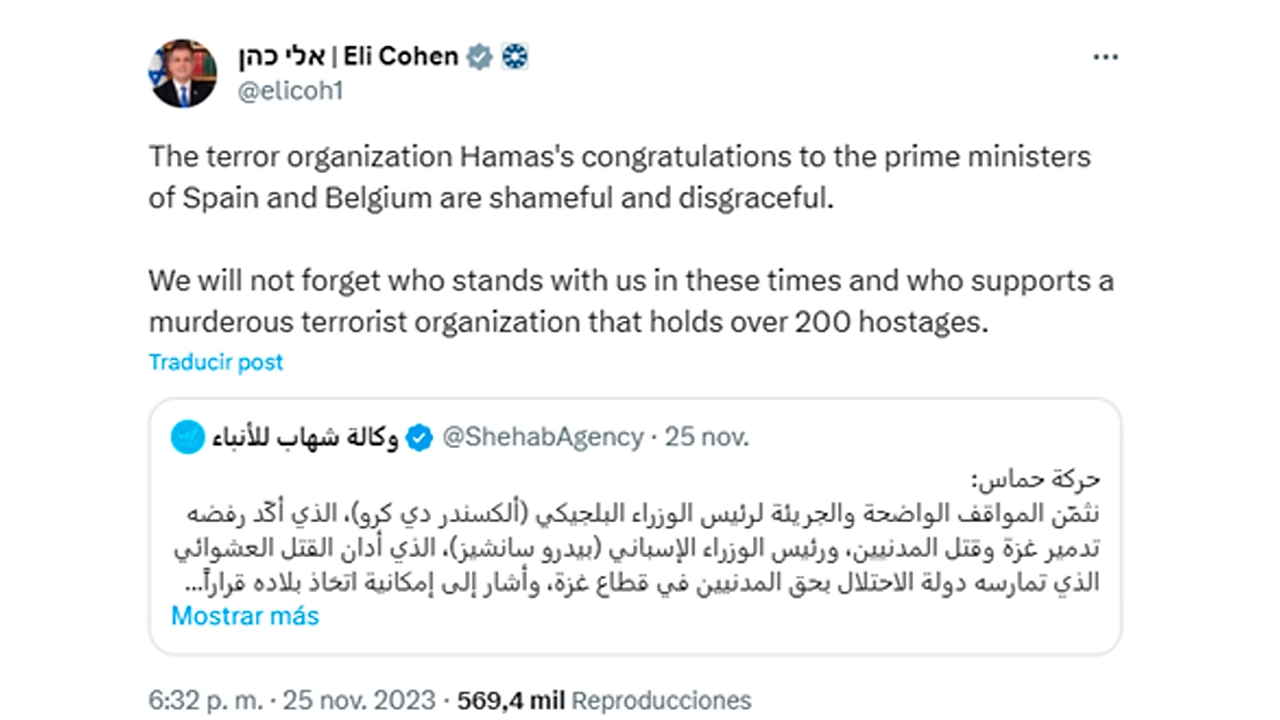 אלי כהן | Eli Cohen
@elicoh1
The terror organization Hamas's congratulations to the prime ministers
of Spain and Belgium are shameful and disgraceful.
We will not forget who stands with us in these times and who supports a
murderous terrorist organization that holds over 200 hostages.
Traducir post
وكالة شهاب للأنباء @ShehabAgency · 25 nov.
حركة حماس:
نثمّن المواقف الواضحة والجريئة لرئيس الوزراء البلجيكي (ألكسندر دي كرو)، الذي أكّد رفضه
تدمير غزة وقتل المدنيين، ورئيس الوزراء الإسباني (بيدرو سانشيز)، الذي أدان القتل العشوائي
الذي تمارسه دولة الاحتلال بحق المدنيين في قطاع غزة، وأشار إلى إمكانية اتخاذ بلاده قراراً...
Mostrar más
6:32 p. m. · 25 nov. 2023 · 569,4 mil Reproducciones